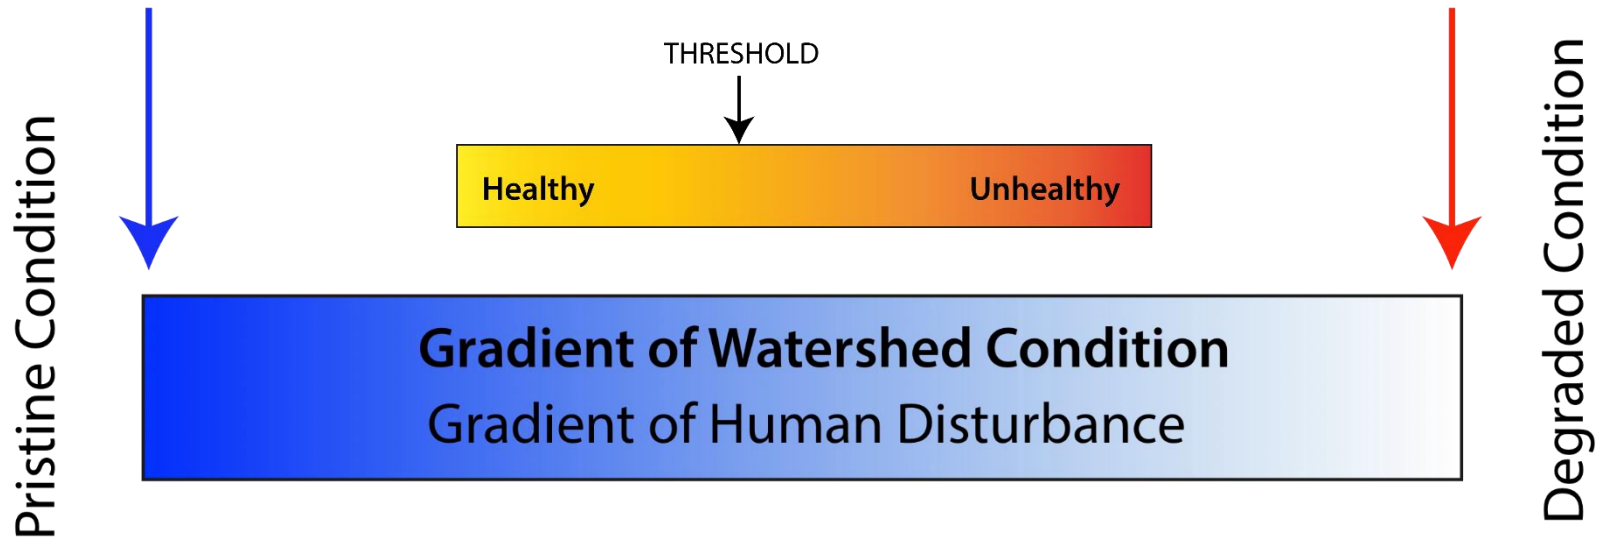 THRESHOLD
Healthy
Unhealthy
Pristine Condition
Degraded Condition
Gradient of Watershed Condition
Gradient of Human Disturbance